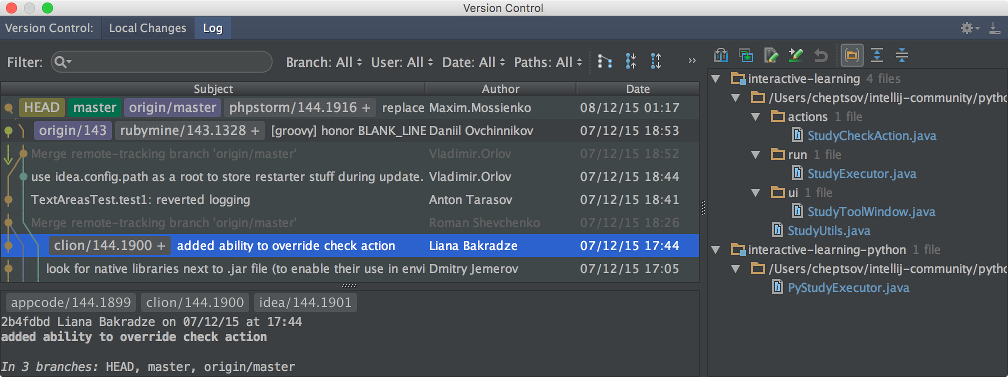 Version Control
Version Control: Local Changes Log
Filter: Branch: All User: All Date: All Paths: All »
Subject Author Date
HEAD master origin/master phpstorm/144.1916 + replace Maxim.Mossienko 08/12/15 01:17
origin/143 rubymine/143.1328 + [groovy] honor BLANK_LINE Daniil Ovchinnikov 07/12/15 18:53
Merge remote-tracking branch 'origin/master' Vladimir.Orlov 07/12/15 18:52
use idea.config.path as a root to store restarter stuff during update. Vladimir.Orlov 07/12/15 18:44
TextAreasTest.test1: reverted logging Anton Tarasov 07/12/15 18:41
Merge remote-tracking branch 'origin/master' Roman Shevchenko 07/12/15 18:26
clion/144.1900 + added ability to override check action Liana Bakradze 07/12/15 17:44
look for native libraries next to .jar file (to enable their use in envi Dmitry Jemerov 07/12/15 17:05
appcode/144.1899 clion/144.1900 idea/144.1901
2b4fdbd Liana Bakradze on 07/12/15 at 17:44
added ability to override check action
In 3 branches: HEAD, master, origin/master
interactive-learning 4 files
/Users/cheptsov/intellij-community/pytho
actions 1 file
StudyCheckAction.java
run 1 file
StudyExecutor.java
ui 1 file
StudyToolWindow.java
StudyUtils.java
interactive-learning-python 1 file
/Users/cheptsov/intellij-community/pytho
PyStudyExecutor.java